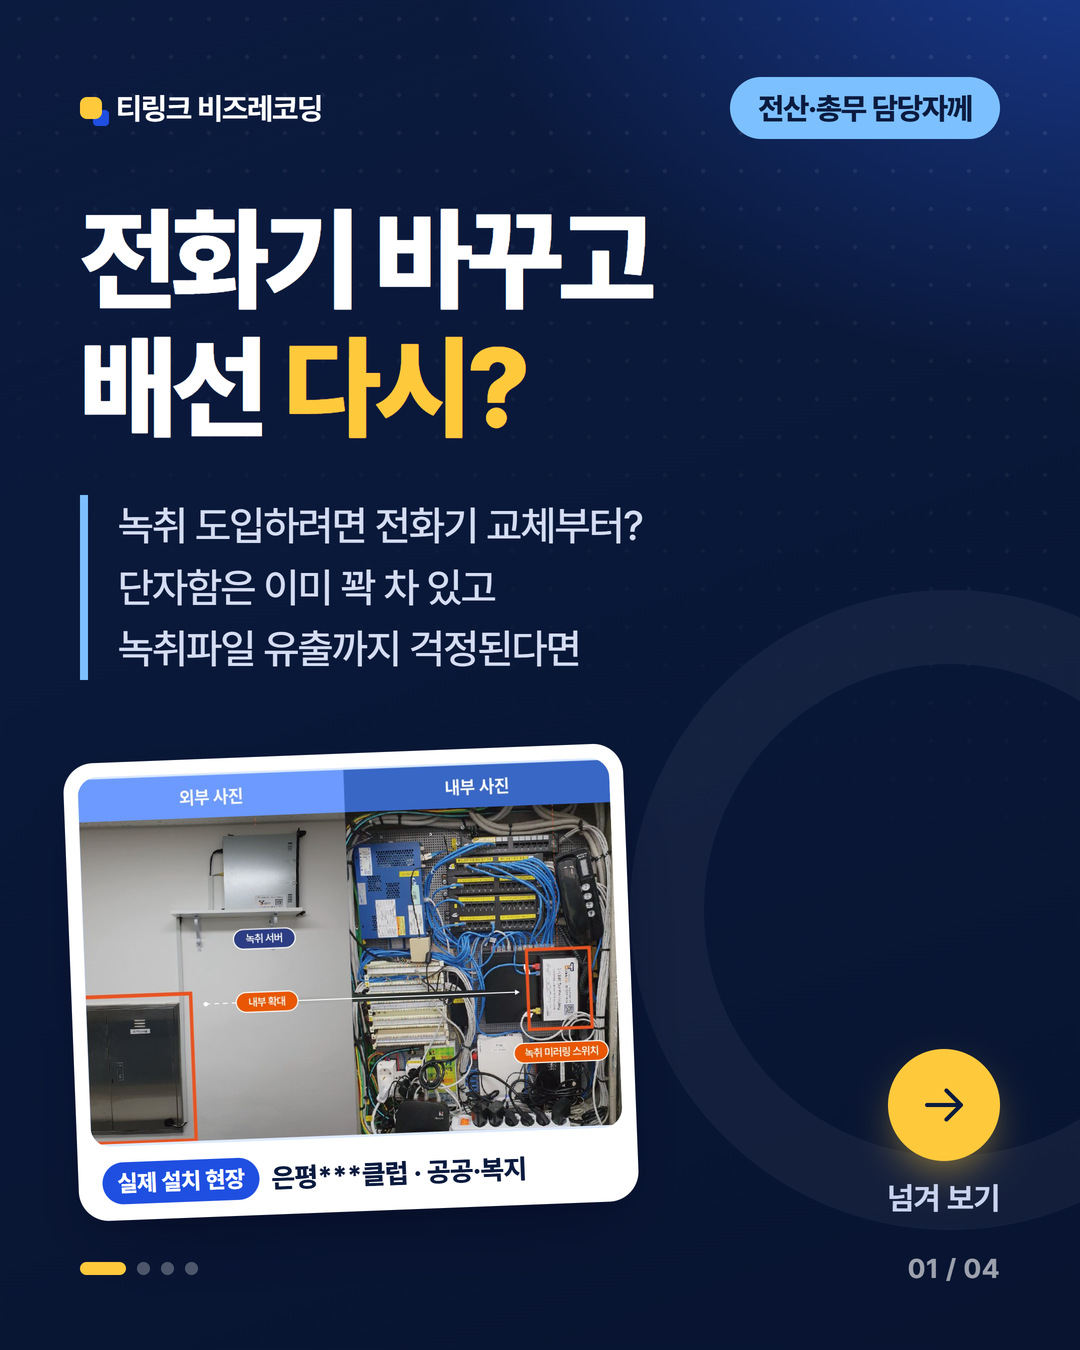 티링크 비즈레코딩
전산·총무 담당자께
전화기 바꾸고
배선 다시?
녹취 도입하려면 전화기 교체부터?
단자함은 이미 꽉 차 있고
녹취파일 유출까지 걱정된다면
외부 사진
내부 사진
녹취 서버
내부 확대
녹취 미러링 스위치
실제 설치 현장
은평***클럽 · 공공·복지
넘겨 보기
01 / 04